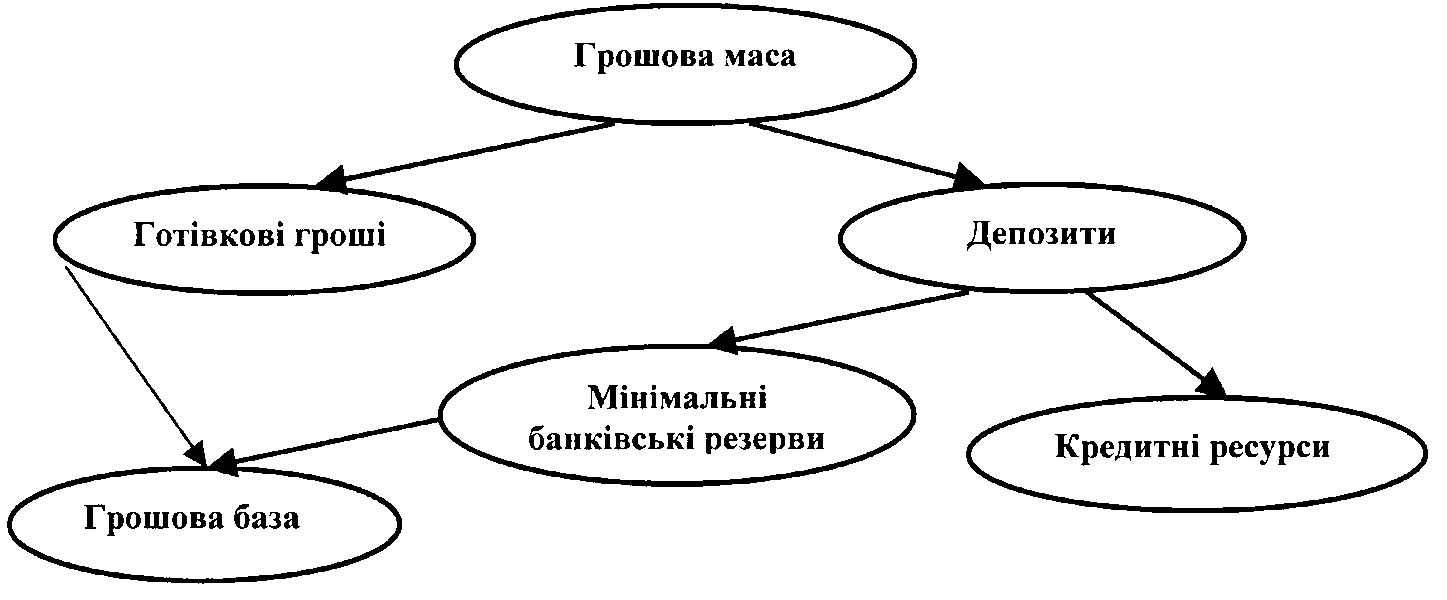 Грошова маса
Готівкові гроші
Депозити
Мінімальні
банківські резерви
Кредитні ресурси
Грошова база